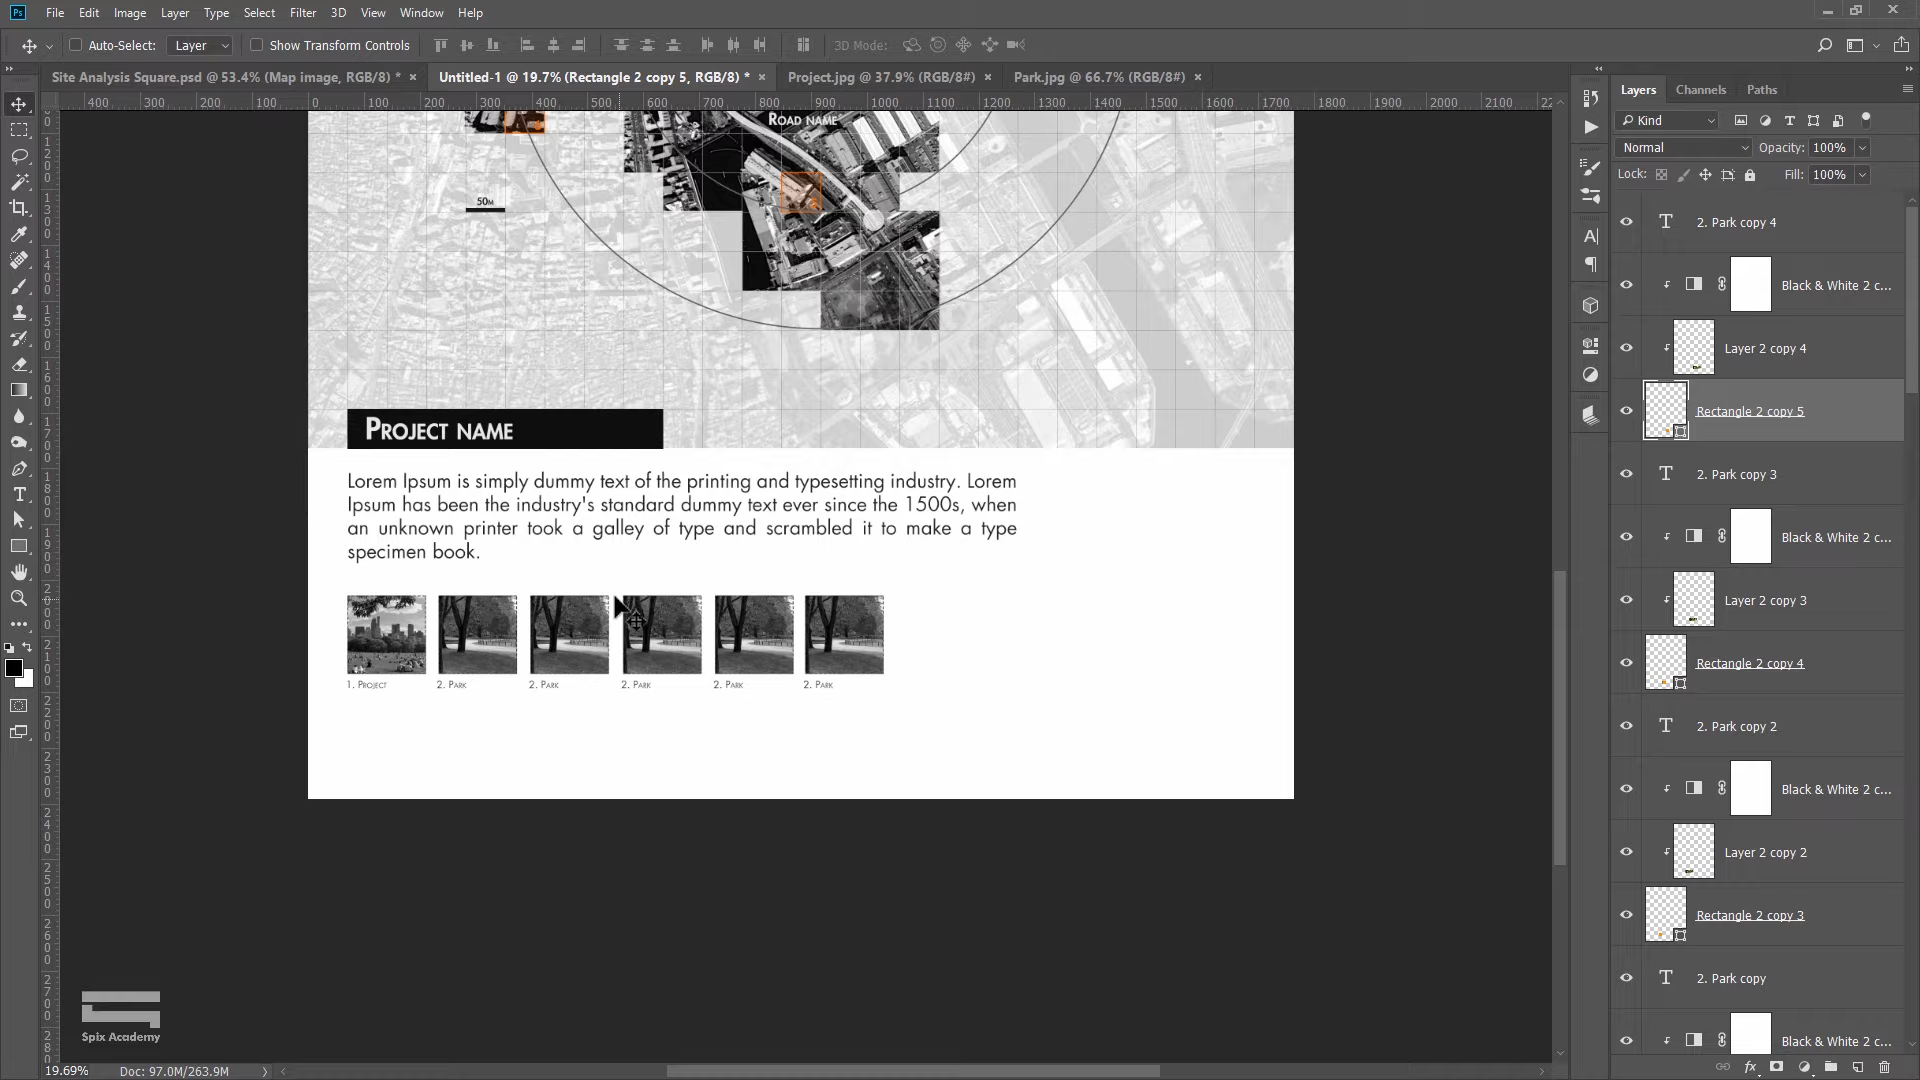 Ps File Edit Image Layer Type Select Filter 3D View Window Help
Auto-Select: Layer Show Transform Controls 3D Mode:
Site Analysis Square.psd @ 53.4% (Map image, RGB/8) * × Untitled-1 @ 19.7% (Rectangle 2 copy 5, RGB/8) * × Project.jpg @ 37.9% (RGB/8#) × Park.jpg @ 66.7% (RGB/8#) ×
400 300 200 100 0 100 200 300 400 500 600 700 800 900 1000 1100 1200 1300 1400 1500 1600 1700 1800 1900 2000 2100
Layers Channels Paths
Kind
Normal Opacity: 100%
Lock: Fill: 100%
2. Park copy 4
Black & White 2 c...
Layer 2 copy 4
Rectangle 2 copy 5
2. Park copy 3
Black & White 2 c...
Layer 2 copy 3
Rectangle 2 copy 4
2. Park copy 2
Black & White 2 c...
Layer 2 copy 2
Rectangle 2 copy 3
2. Park copy
Black & White 2 c...
Road name
50m
Project name
Lorem Ipsum is simply dummy text of the printing and typesetting industry. Lorem
Ipsum has been the industry's standard dummy text ever since the 1500s, when
an unknown printer took a galley of type and scrambled it to make a type
specimen book.
1. Project 2. Park 2. Park 2. Park 2. Park 2. Park
Spix Academy
19.69% Doc: 97.0M/263.9M